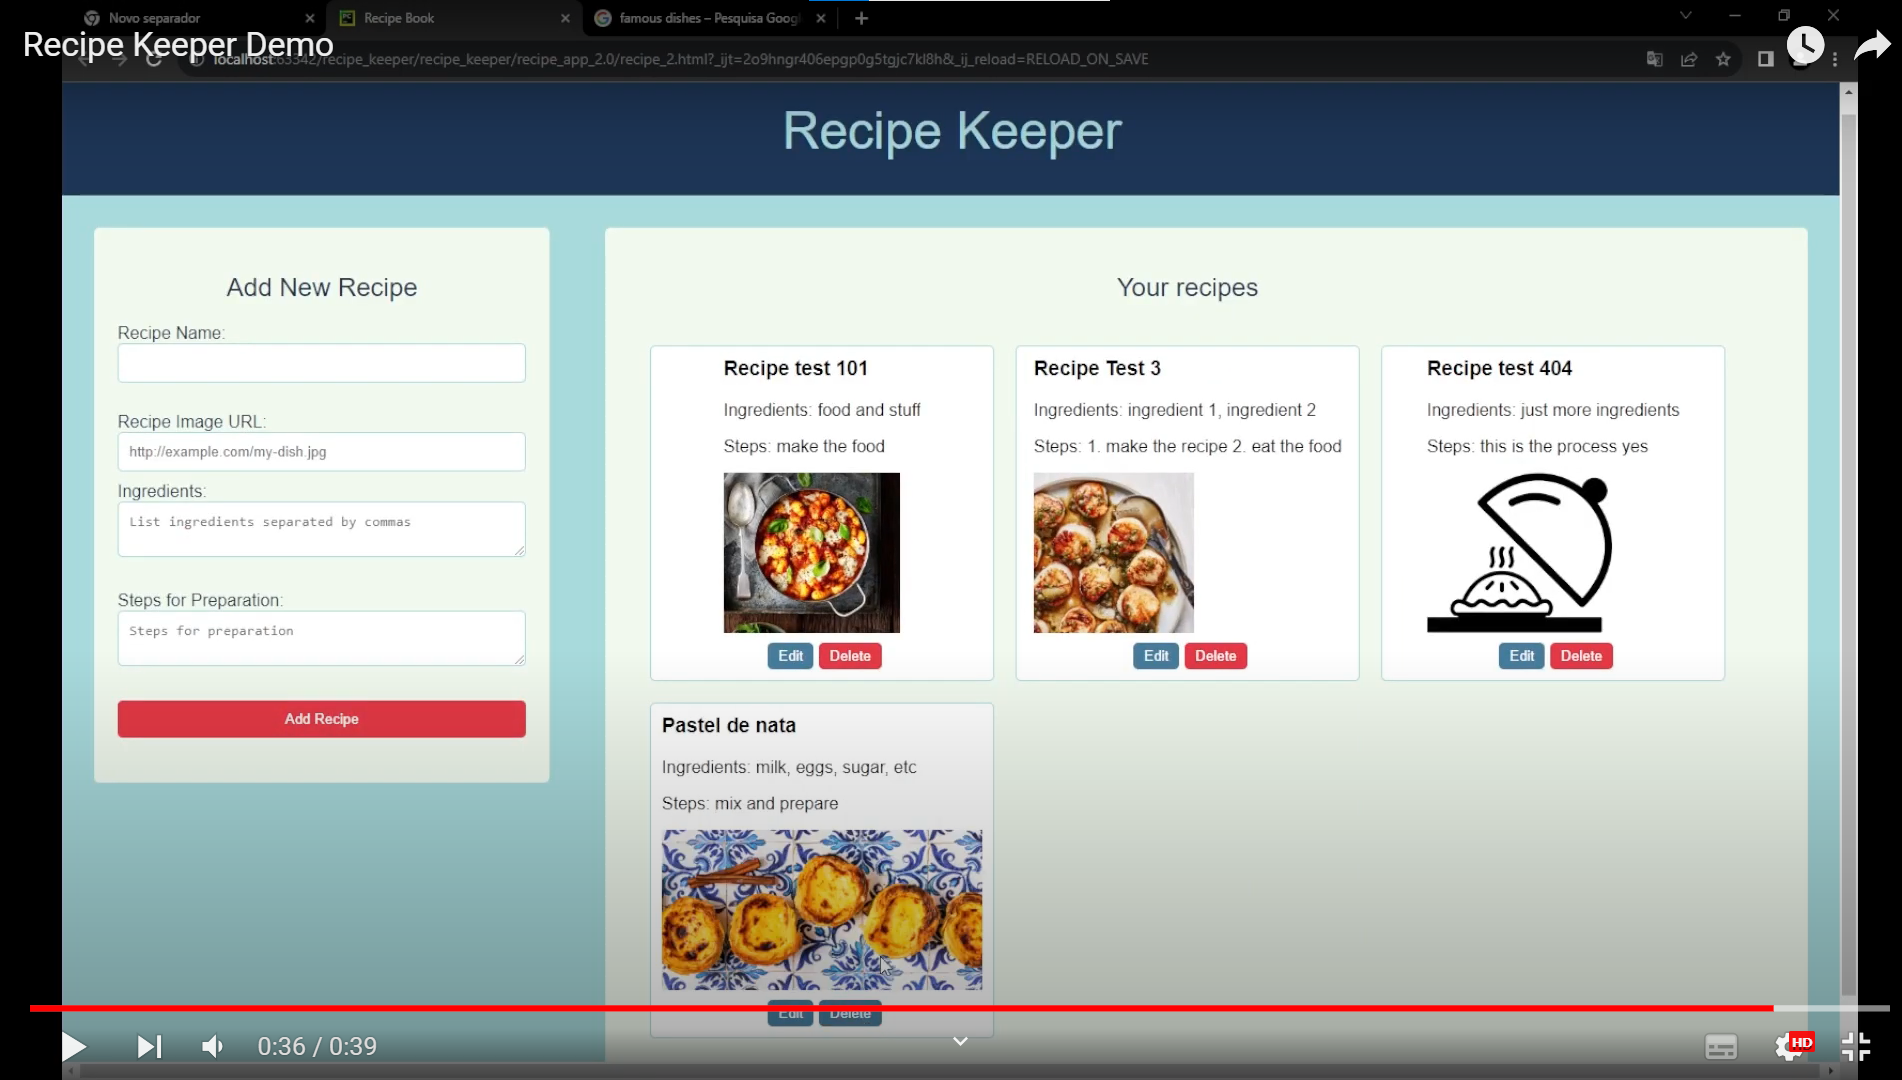 Novo separador
Recipe Book
famous dishes – Pesquisa Goog
Recipe Keeper Demo
localhost:63342/recipe_keeper/recipe_keeper/recipe_app_2.0/recipe_2.html?_ijt=2o9hngr406epgp0g5tgjc7kl8h&_ij_reload=RELOAD_ON_SAVE
Recipe Keeper
Add New Recipe
Recipe Name:
Recipe Image URL:
http://example.com/my-dish.jpg
Ingredients:
List ingredients separated by commas
Steps for Preparation:
Steps for preparation
Add Recipe
Your recipes
Recipe test 101
Ingredients: food and stuff
Steps: make the food
Edit Delete
Recipe Test 3
Ingredients: ingredient 1, ingredient 2
Steps: 1. make the recipe 2. eat the food
Edit Delete
Recipe test 404
Ingredients: just more ingredients
Steps: this is the process yes
Edit Delete
Pastel de nata
Ingredients: milk, eggs, sugar, etc
Steps: mix and prepare
Edit Delete
0:36 / 0:39
HD